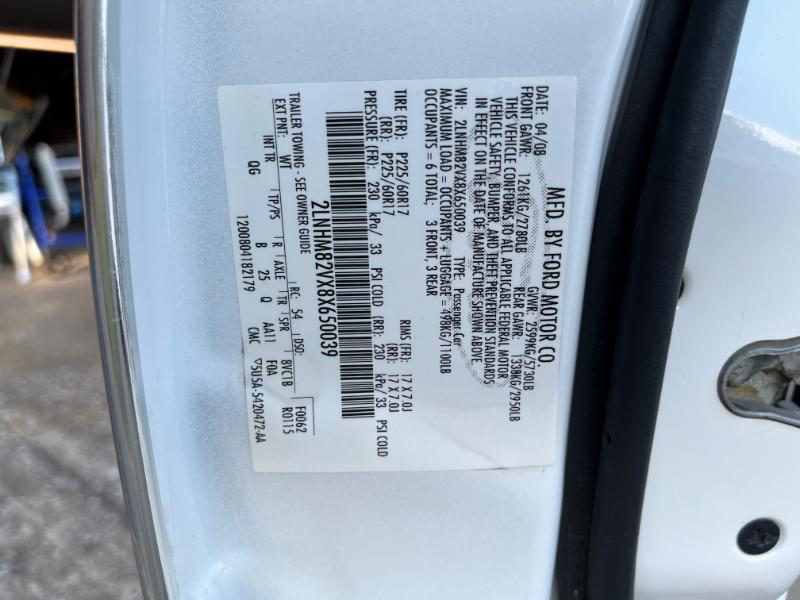 MFD. BY FORD MOTOR CO.
DATE: 04/08 GVWR: 2599KG/5730LB
FRONT GAWR: 1261KG/2780LB REAR GAWR: 1338KG/2950LB
THIS VEHICLE CONFORMS TO ALL APPLICABLE FEDERAL MOTOR
VEHICLE SAFETY, BUMPER, AND THEFT PREVENTION STANDARDS
IN EFFECT ON THE DATE OF MANUFACTURE SHOWN ABOVE.
VIN: 2LNHM82VX8X650039 TYPE: Passenger Car
MAXIMUM LOAD = OCCUPANTS + LUGGAGE = 498KG/1100LB
OCCUPANTS = 6 TOTAL; 3 FRONT, 3 REAR
TIRE (FR): P225/60R17 RIMS (FR): 17 X 7.0J
(RR): P225/60R17 (RR): 17 X 7.0J
PRESSURE (FR): 230 kPa/ 33 PSI COLD (RR): 230 kPa/ 33 PSI COLD
2LNHM82VX8X650039
TRAILER TOWING - SEE OWNER GUIDE
EXT PNT: WT RC: 54 DSO: F0062
R0115
INT TR TP/PS R AXLE TR SPR 8VC1B
QG B 25 Q AA11 F0A
1200804182179 CMC ▽5U5A-5420472-AA